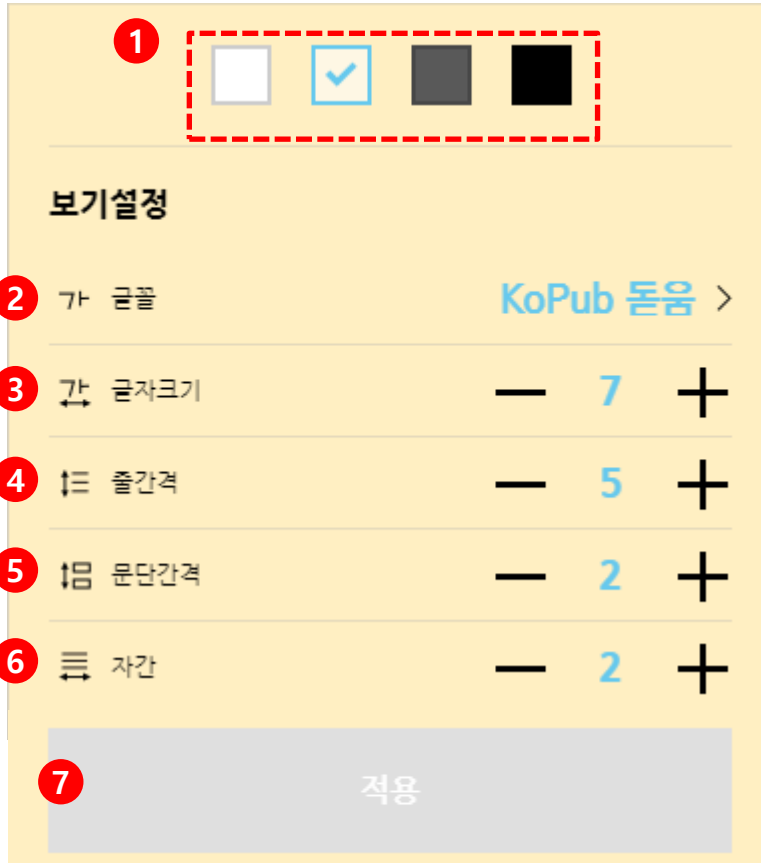 1
보기설정
2 가 글꼴 KoPub 돋움 >
3 가 글자크기 — 7 +
4 줄간격 — 5 +
5 문단간격 — 2 +
6 자간 — 2 +
7 적용